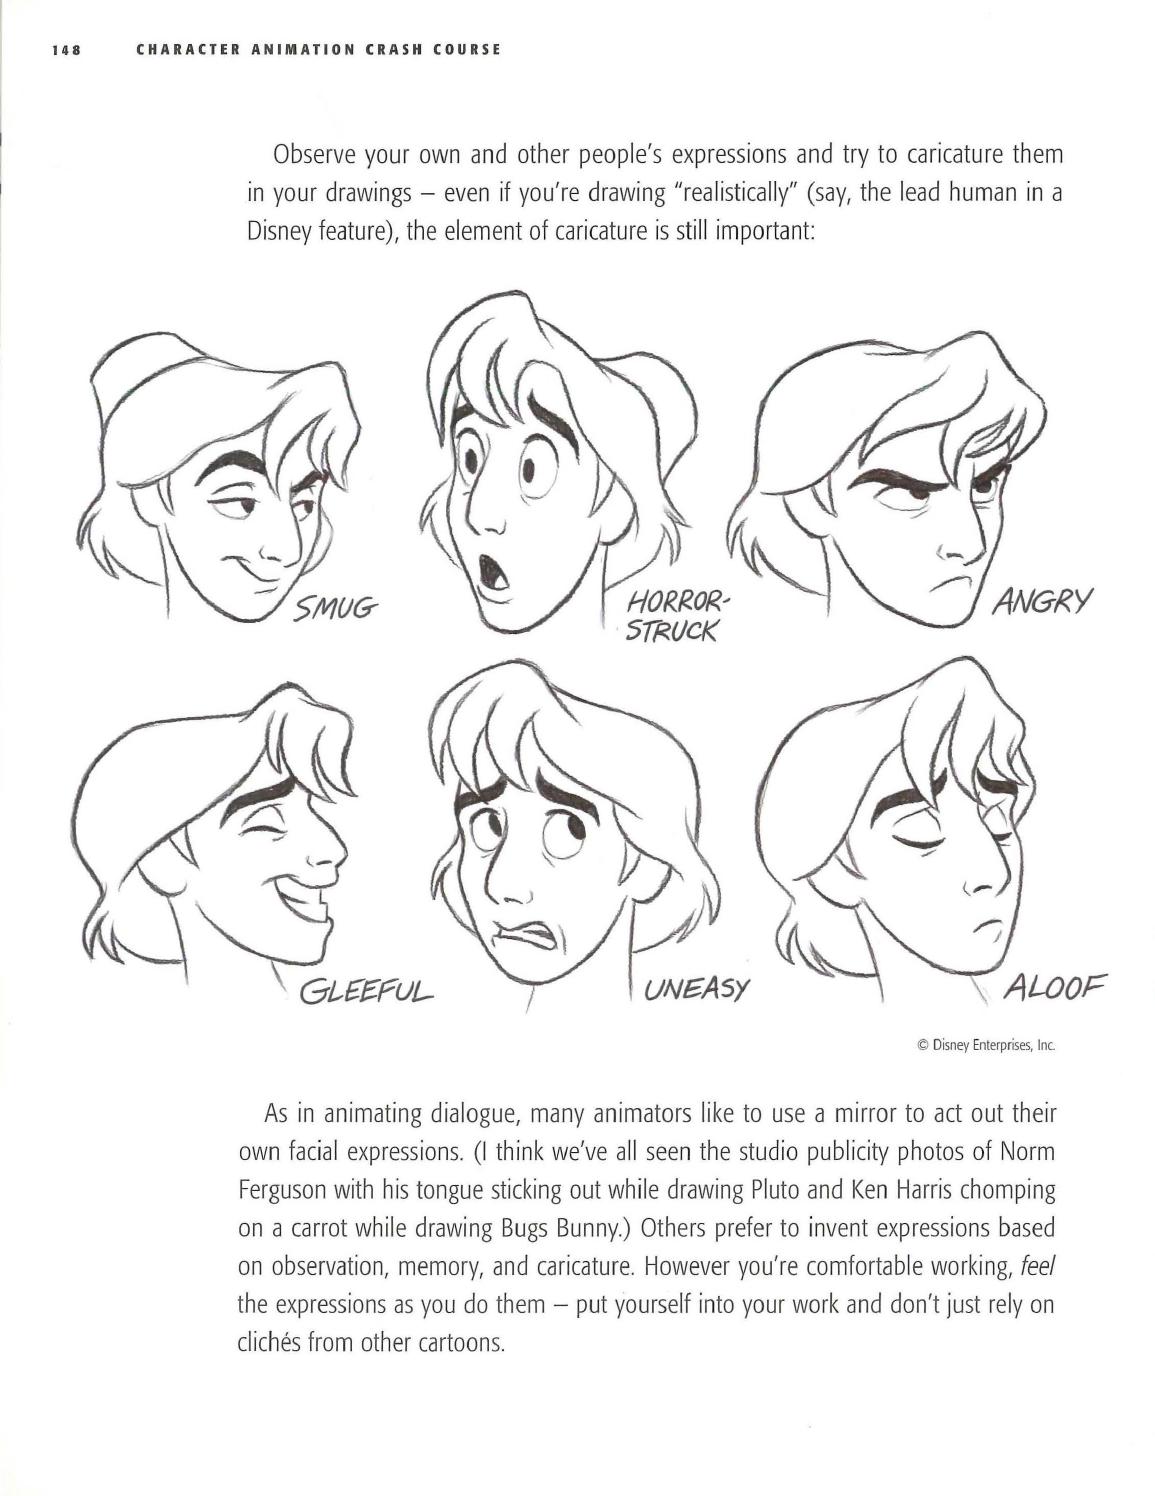 148 CHARACTER ANIMATION CRASH COURSE
Observe your own and other people's expressions and try to caricature them
in your drawings – even if you're drawing "realistically" (say, the lead human in a
Disney feature), the element of caricature is still important:
SMUG
HORROR-
STRUCK
ANGRY
GLEEFUL
UNEASY
ALOOF
© Disney Enterprises, Inc.
As in animating dialogue, many animators like to use a mirror to act out their
own facial expressions. (I think we've all seen the studio publicity photos of Norm
Ferguson with his tongue sticking out while drawing Pluto and Ken Harris chomping
on a carrot while drawing Bugs Bunny.) Others prefer to invent expressions based
on observation, memory, and caricature. However you're comfortable working, feel
the expressions as you do them – put yourself into your work and don't just rely on
clichés from other cartoons.